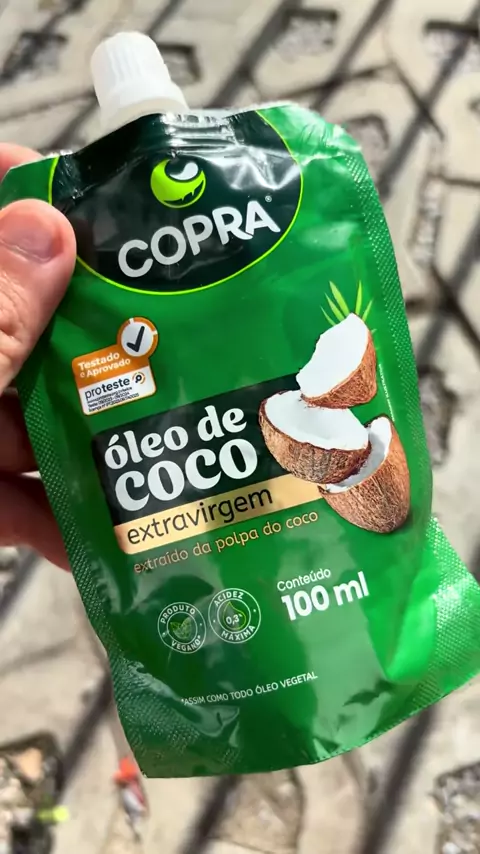 COPRA®
Testado
e Aprovado
proteste
óleo de
coco
extravirgem
extraído da polpa do coco
Conteúdo
100 ml
PRODUTO
VEGANO*
ACIDEZ
0,3*
MÁXIMA
*ASSIM COMO TODO ÓLEO VEGETAL